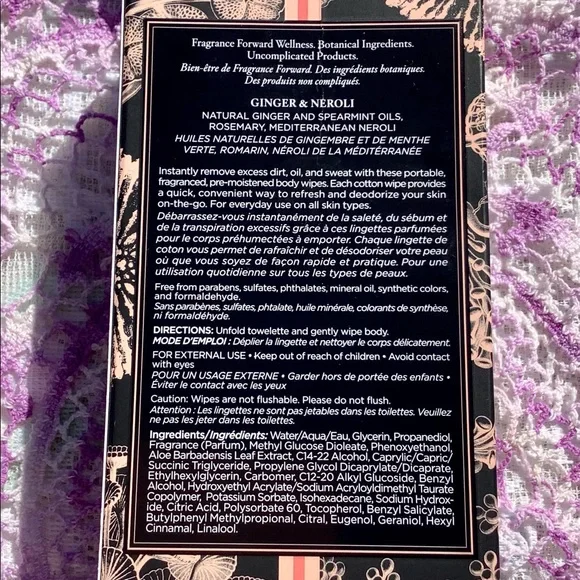 Fragrance Forward Wellness. Botanical Ingredients.
Uncomplicated Products.
Bien-être de Fragrance Forward. Des ingrédients botaniques.
Des produits non compliqués.
GINGER & NÉROLI
NATURAL GINGER AND SPEARMINT OILS,
ROSEMARY, MEDITERRANEAN NEROLI
HUILES NATURELLES DE GINGEMBRE ET DE MENTHE
VERTE, ROMARIN, NÉROLI DE LA MÉDITÉRRANÉE
Instantly remove excess dirt, oil, and sweat with these portable,
fragranced, pre-moistened body wipes. Each cotton wipe provides
a quick, convenient way to refresh and deodorize your skin
on-the-go. For everyday use on all skin types.
Débarrassez-vous instantanément de la saleté, du sébum et
de la transpiration excessifs grâce à ces lingettes parfumées
pour le corps préhumectées à emporter. Chaque lingette de
coton vous permet de rafraîchir et de désodoriser votre peau
où que vous soyez de façon rapide et pratique. Pour une
utilisation quotidienne sur tous les types de peaux.
Free from parabens, sulfates, phthalates, mineral oil, synthetic colors,
and formaldehyde.
Sans parabènes, sulfates, phtalate, huile minérale, colorants de synthèse,
ni formaldéhyde.
DIRECTIONS: Unfold towelette and gently wipe body.
MODE D'EMPLOI : Déplier la lingette et nettoyer le corps délicatement.
FOR EXTERNAL USE • Keep out of reach of children • Avoid contact
with eyes
POUR UN USAGE EXTERNE • Garder hors de portée des enfants •
Éviter le contact avec les yeux
Caution: Wipes are not flushable. Please do not flush.
Attention : Les lingettes ne sont pas jetables dans les toilettes. Veuillez
ne pas les jeter dans les toilettes.
Ingredients/Ingrédients: Water/Aqua/Eau, Glycerin, Propanediol,
Fragrance (Parfum), Methyl Glucose Dioleate, Phenoxyethanol,
Aloe Barbadensis Leaf Extract, C14-22 Alcohol, Caprylic/Capric/
Succinic Triglyceride, Propylene Glycol Dicaprylate/Dicaprate,
Ethylhexylglycerin, Carbomer, C12-20 Alkyl Glucoside, Benzyl
Alcohol, Hydroxyethyl Acrylate/Sodium Acryloyldimethyl Taurate
Copolymer, Potassium Sorbate, Isohexadecane, Sodium Hydrox-
ide, Citric Acid, Polysorbate 60, Tocopherol, Benzyl Salicylate,
Butylphenyl Methylpropional, Citral, Eugenol, Geraniol, Hexyl
Cinnamal, Linalool.